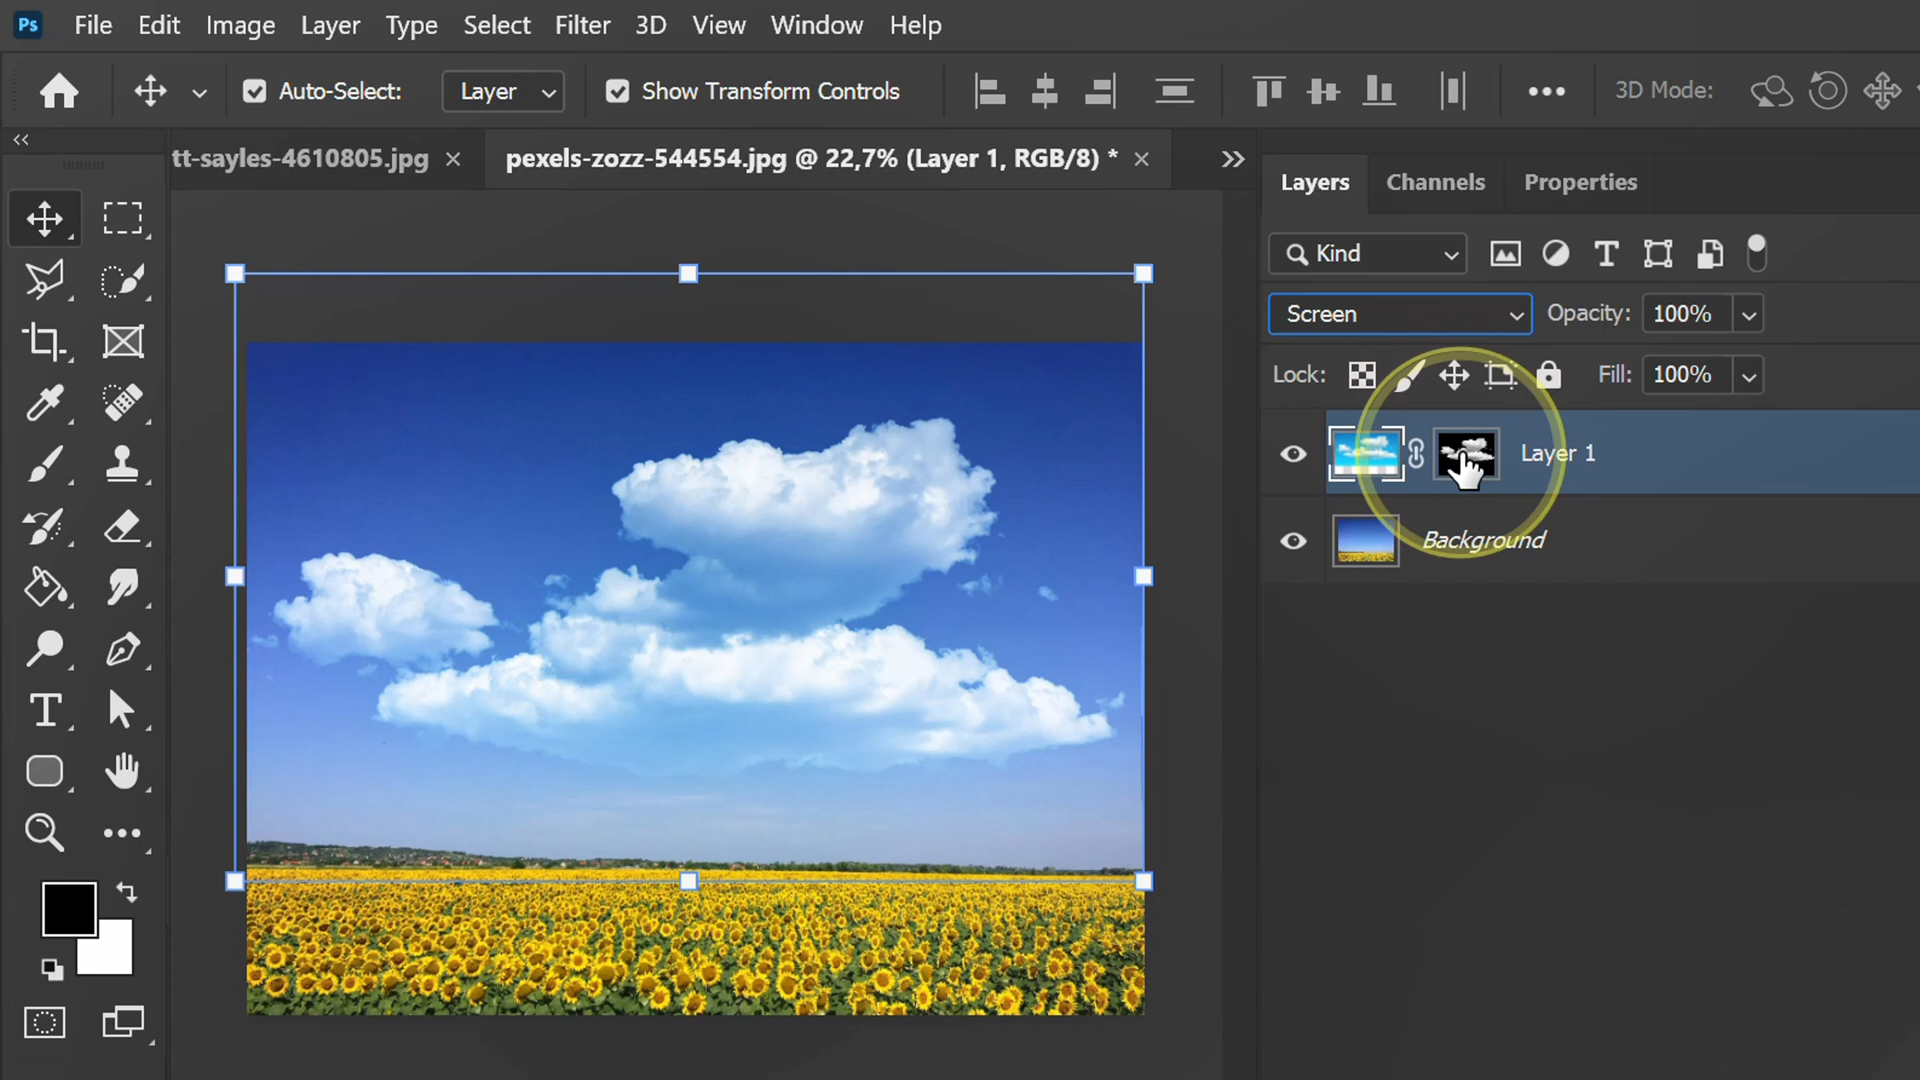 Ps File Edit Image Layer Type Select Filter 3D View Window Help
Auto-Select: Layer Show Transform Controls 3D Mode:
tt-sayles-4610805.jpg × pexels-zozz-544554.jpg @ 22,7% (Layer 1, RGB/8) * ×
Layers Channels Properties
Kind
Screen Opacity: 100%
Lock: Fill: 100%
Layer 1
Background